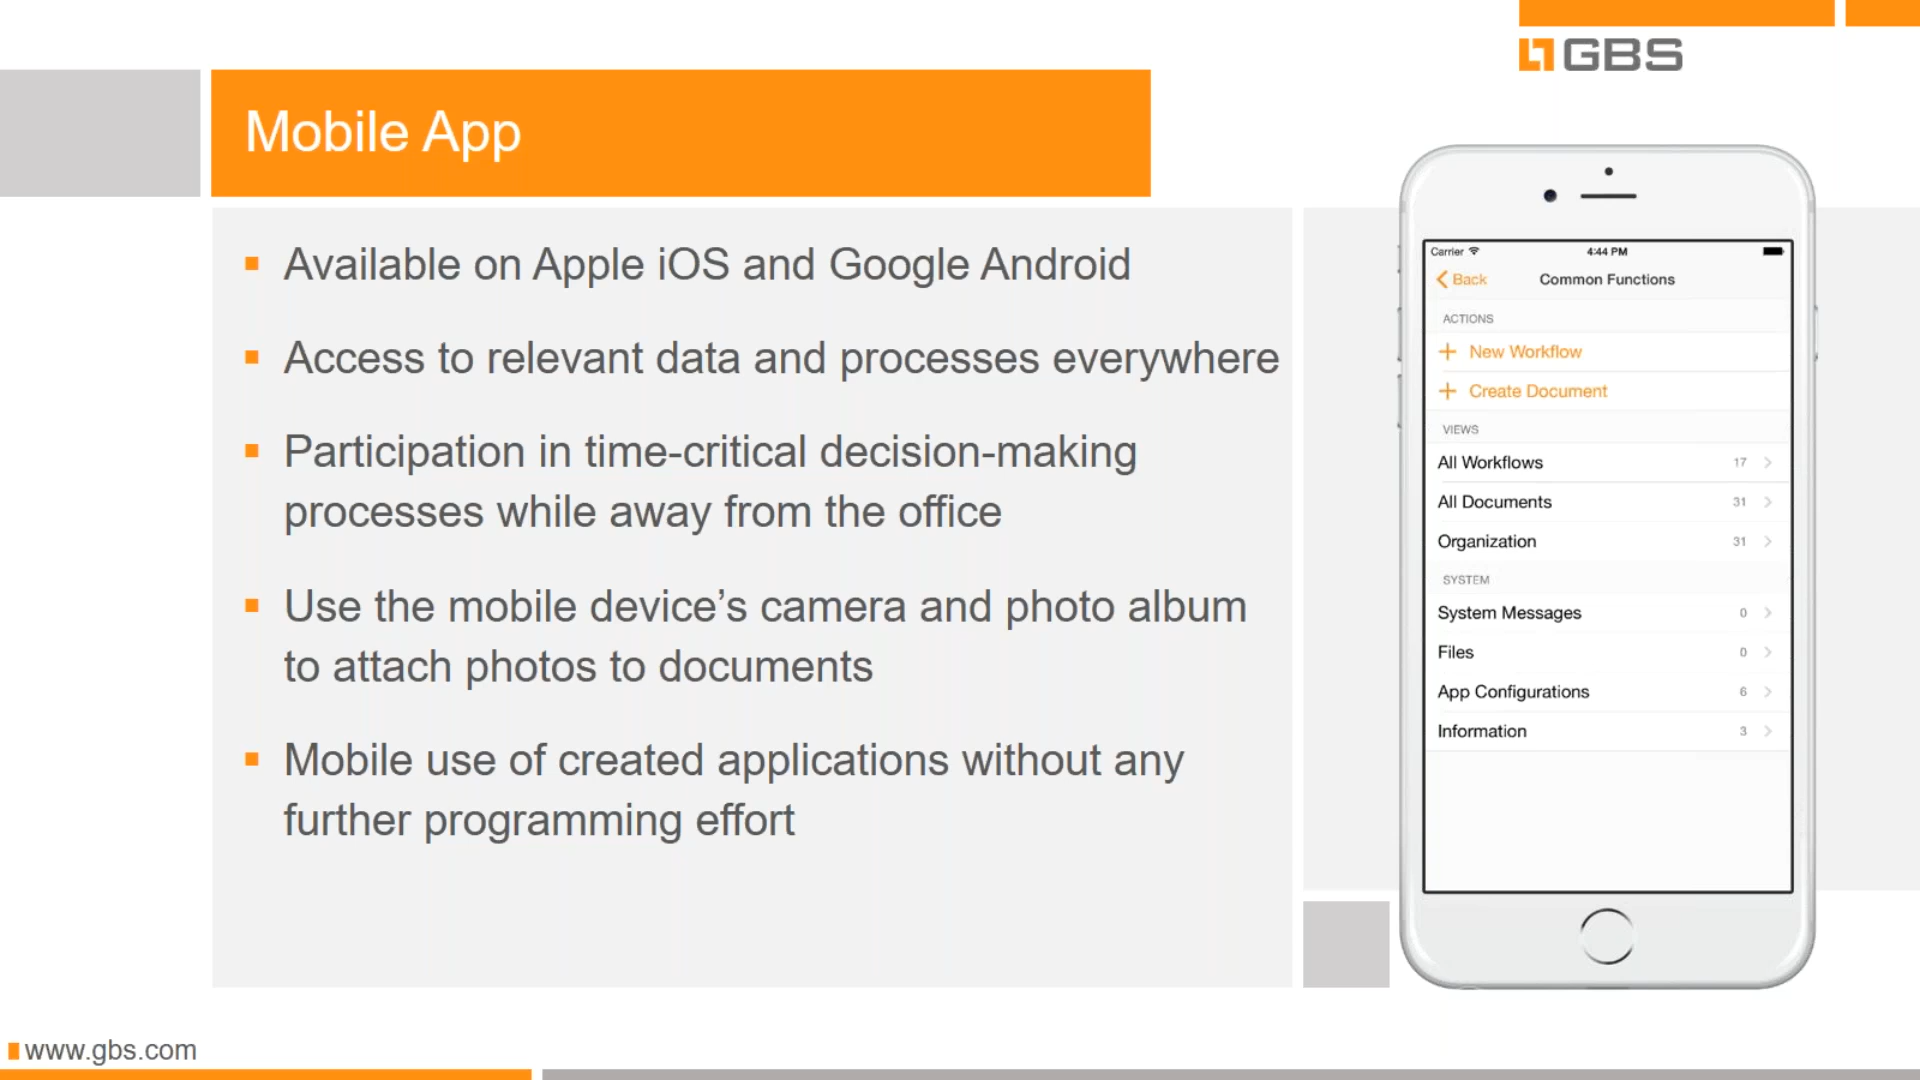 GBS
Mobile App
Available on Apple iOS and Google Android
Access to relevant data and processes everywhere
Participation in time-critical decision-making
processes while away from the office
Use the mobile device’s camera and photo album
to attach photos to documents
Mobile use of created applications without any
further programming effort
Carrier 4:44 PM
Back Common Functions
ACTIONS
+ New Workflow
+ Create Document
VIEWS
All Workflows 17
All Documents 31
Organization 31
SYSTEM
System Messages 0
Files 0
App Configurations 6
Information 3
www.gbs.com